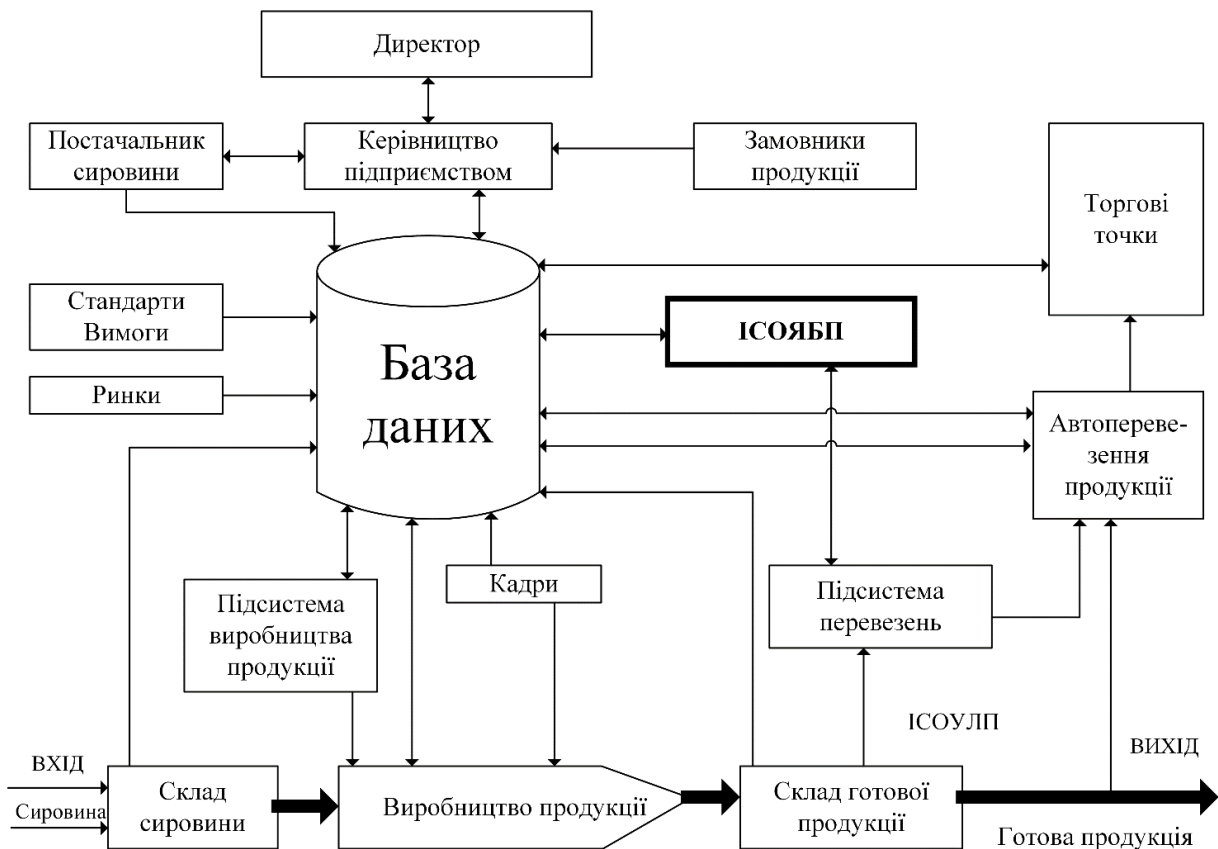 Директор
Постачальник
сировини
Керівництво
підприємством
Замовники
продукції
Торгові
точки
Стандарти
Вимоги
ІСОЯБП
База
даних
Ринки
Автопереве-
зення
продукції
Підсистема
виробництва
продукції
Кадри
Підсистема
перевезень
ІСОУЛП
ВХІД
ВИХІД
Сировина
Склад
сировини
Виробництво продукції
Склад готової
продукції
Готова продукція